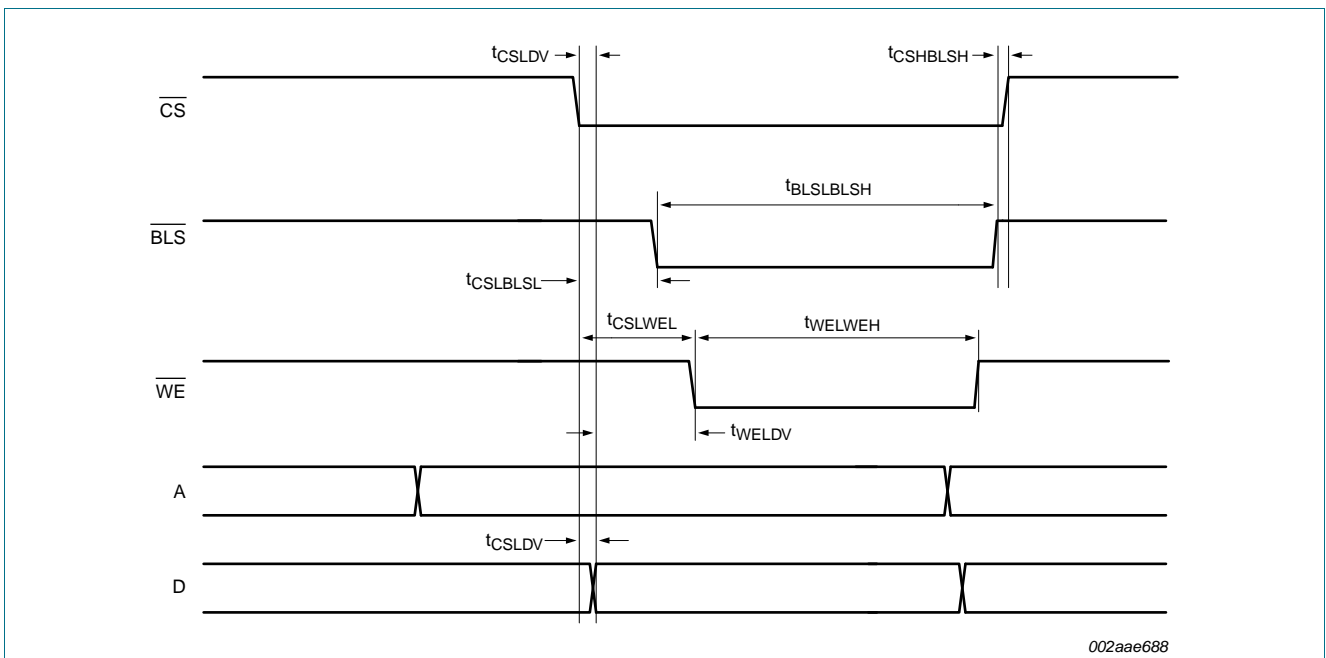 tCSLDV tCSHBLSH
CS
tBLSLBLSH
BLS
tCSLBLSL
tCSLWEL tWELWEH
WE
tWELDV
A
tCSLDV
D
002aae688